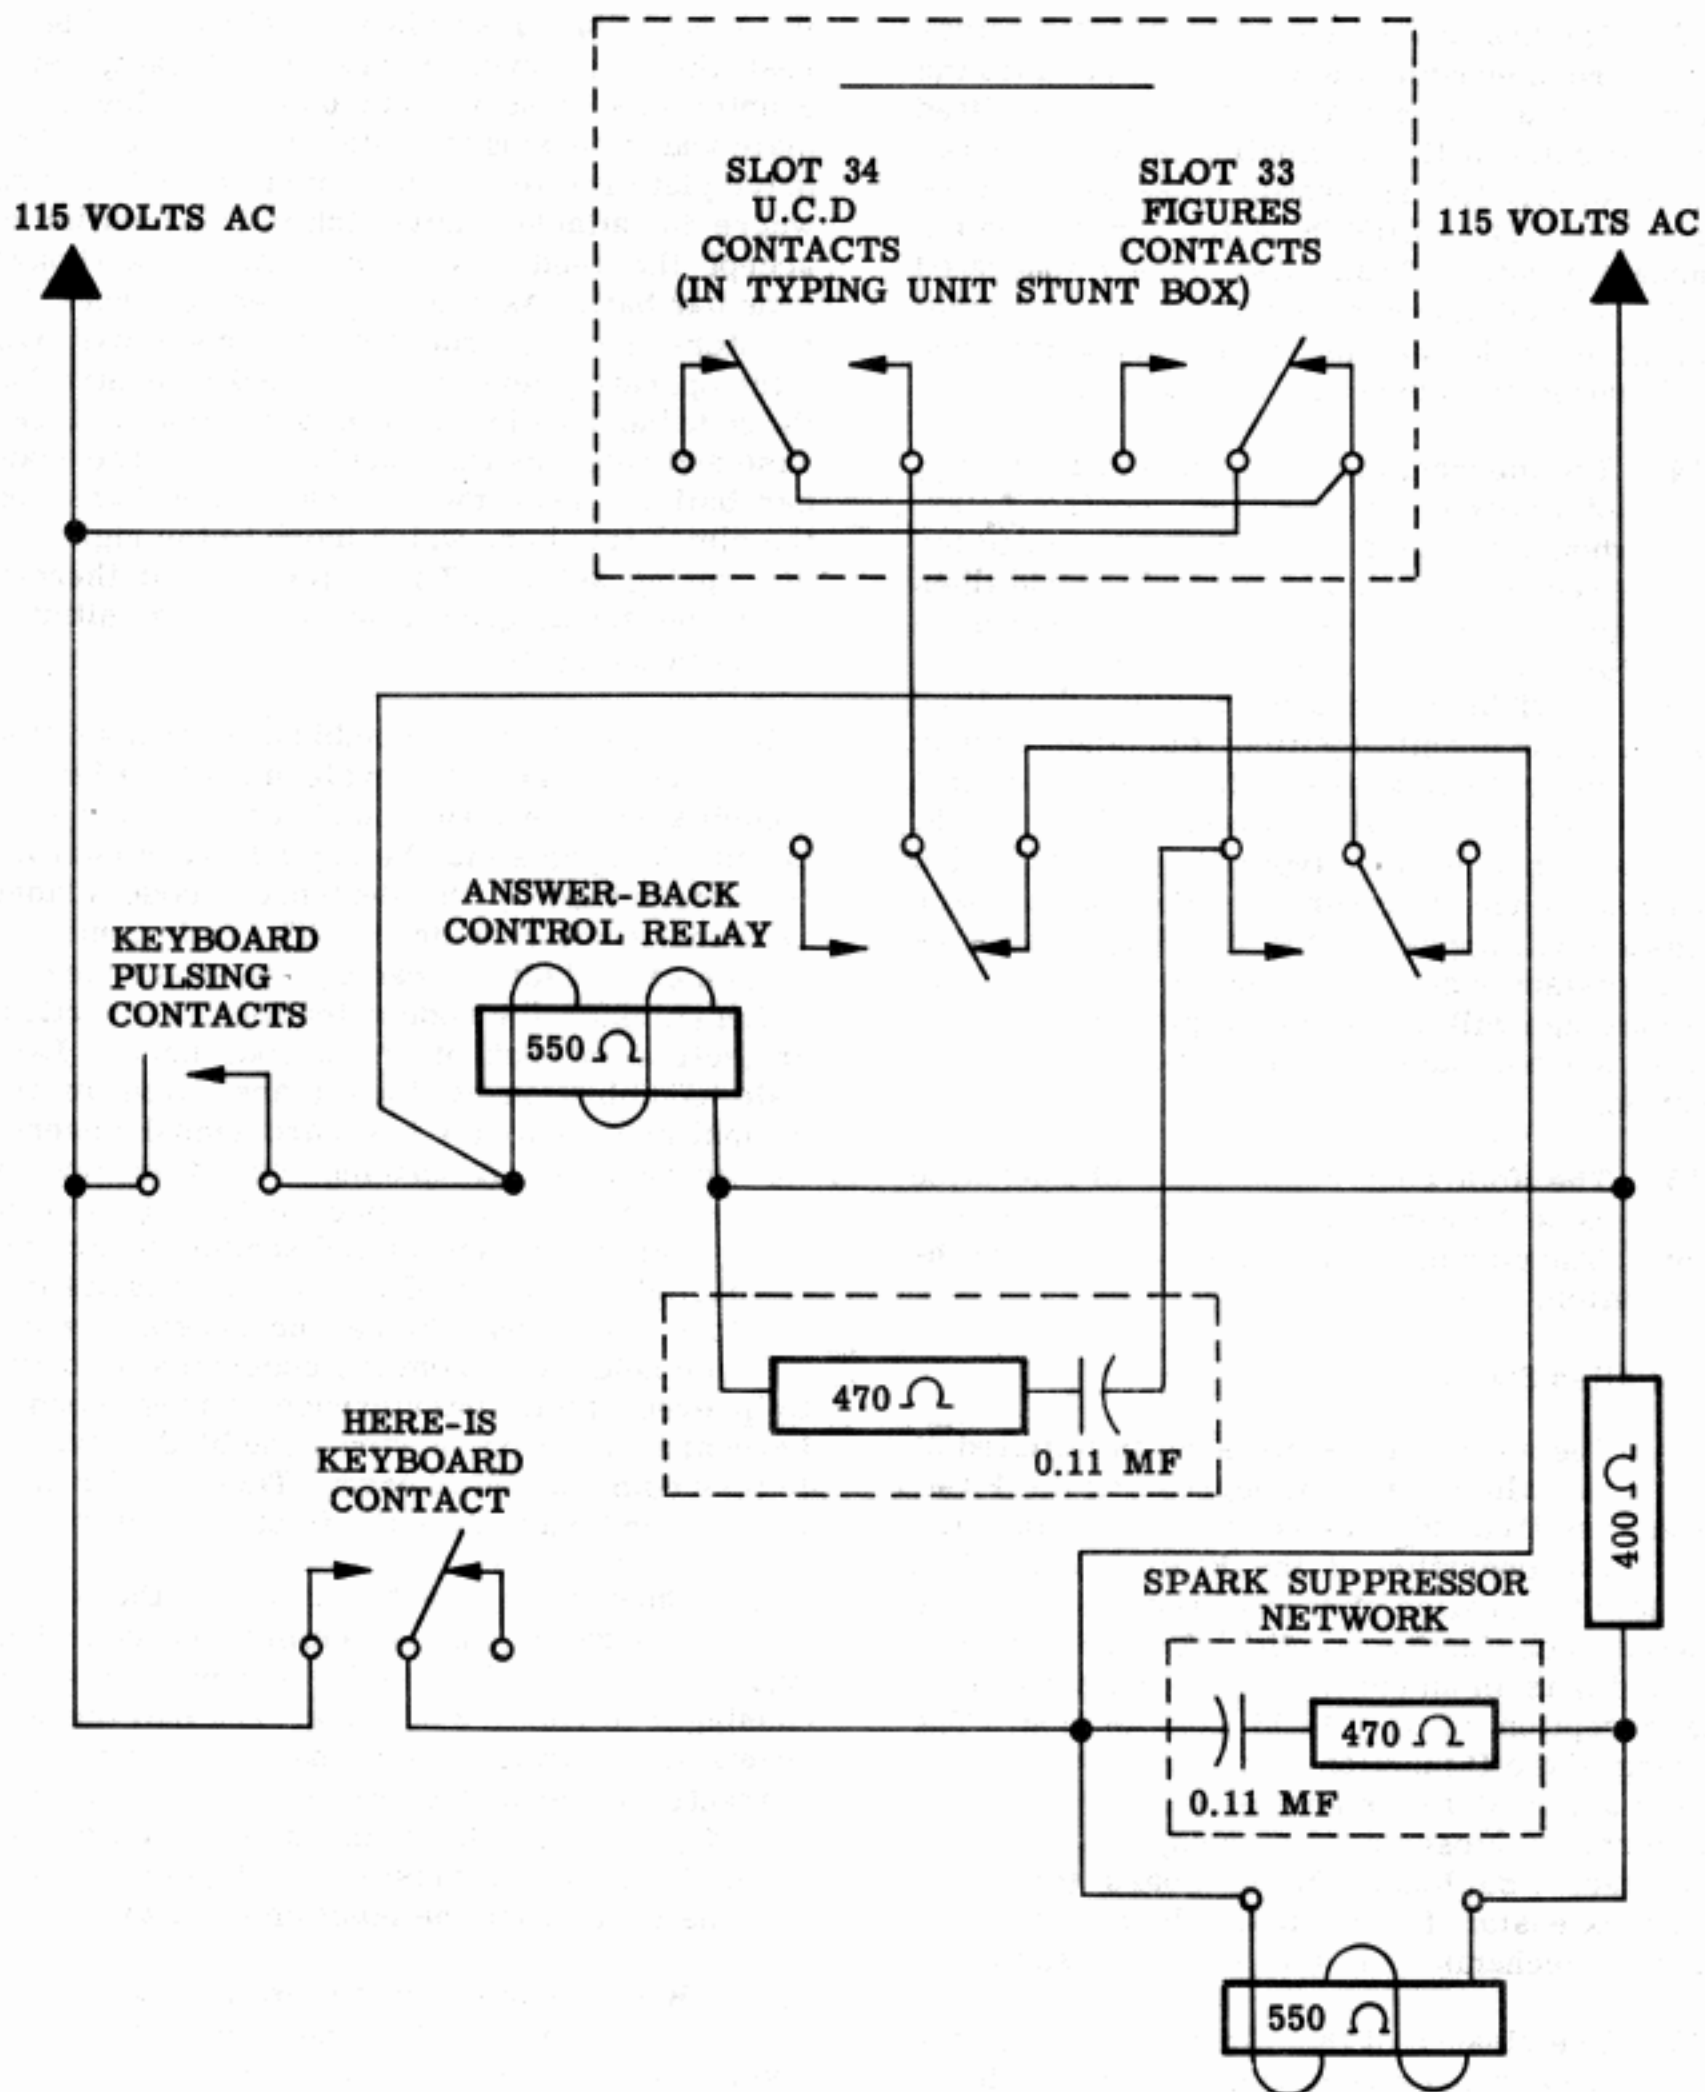 SLOT 34
U.C.D
CONTACTS
SLOT 33
FIGURES
CONTACTS
(IN TYPING UNIT STUNT BOX)
115 VOLTS AC
115 VOLTS AC
ANSWER-BACK
CONTROL RELAY
KEYBOARD
PULSING
CONTACTS
550 Ω
470 Ω
0.11 MF
HERE-IS
KEYBOARD
CONTACT
400 Ω
SPARK SUPPRESSOR
NETWORK
470 Ω
0.11 MF
550 Ω